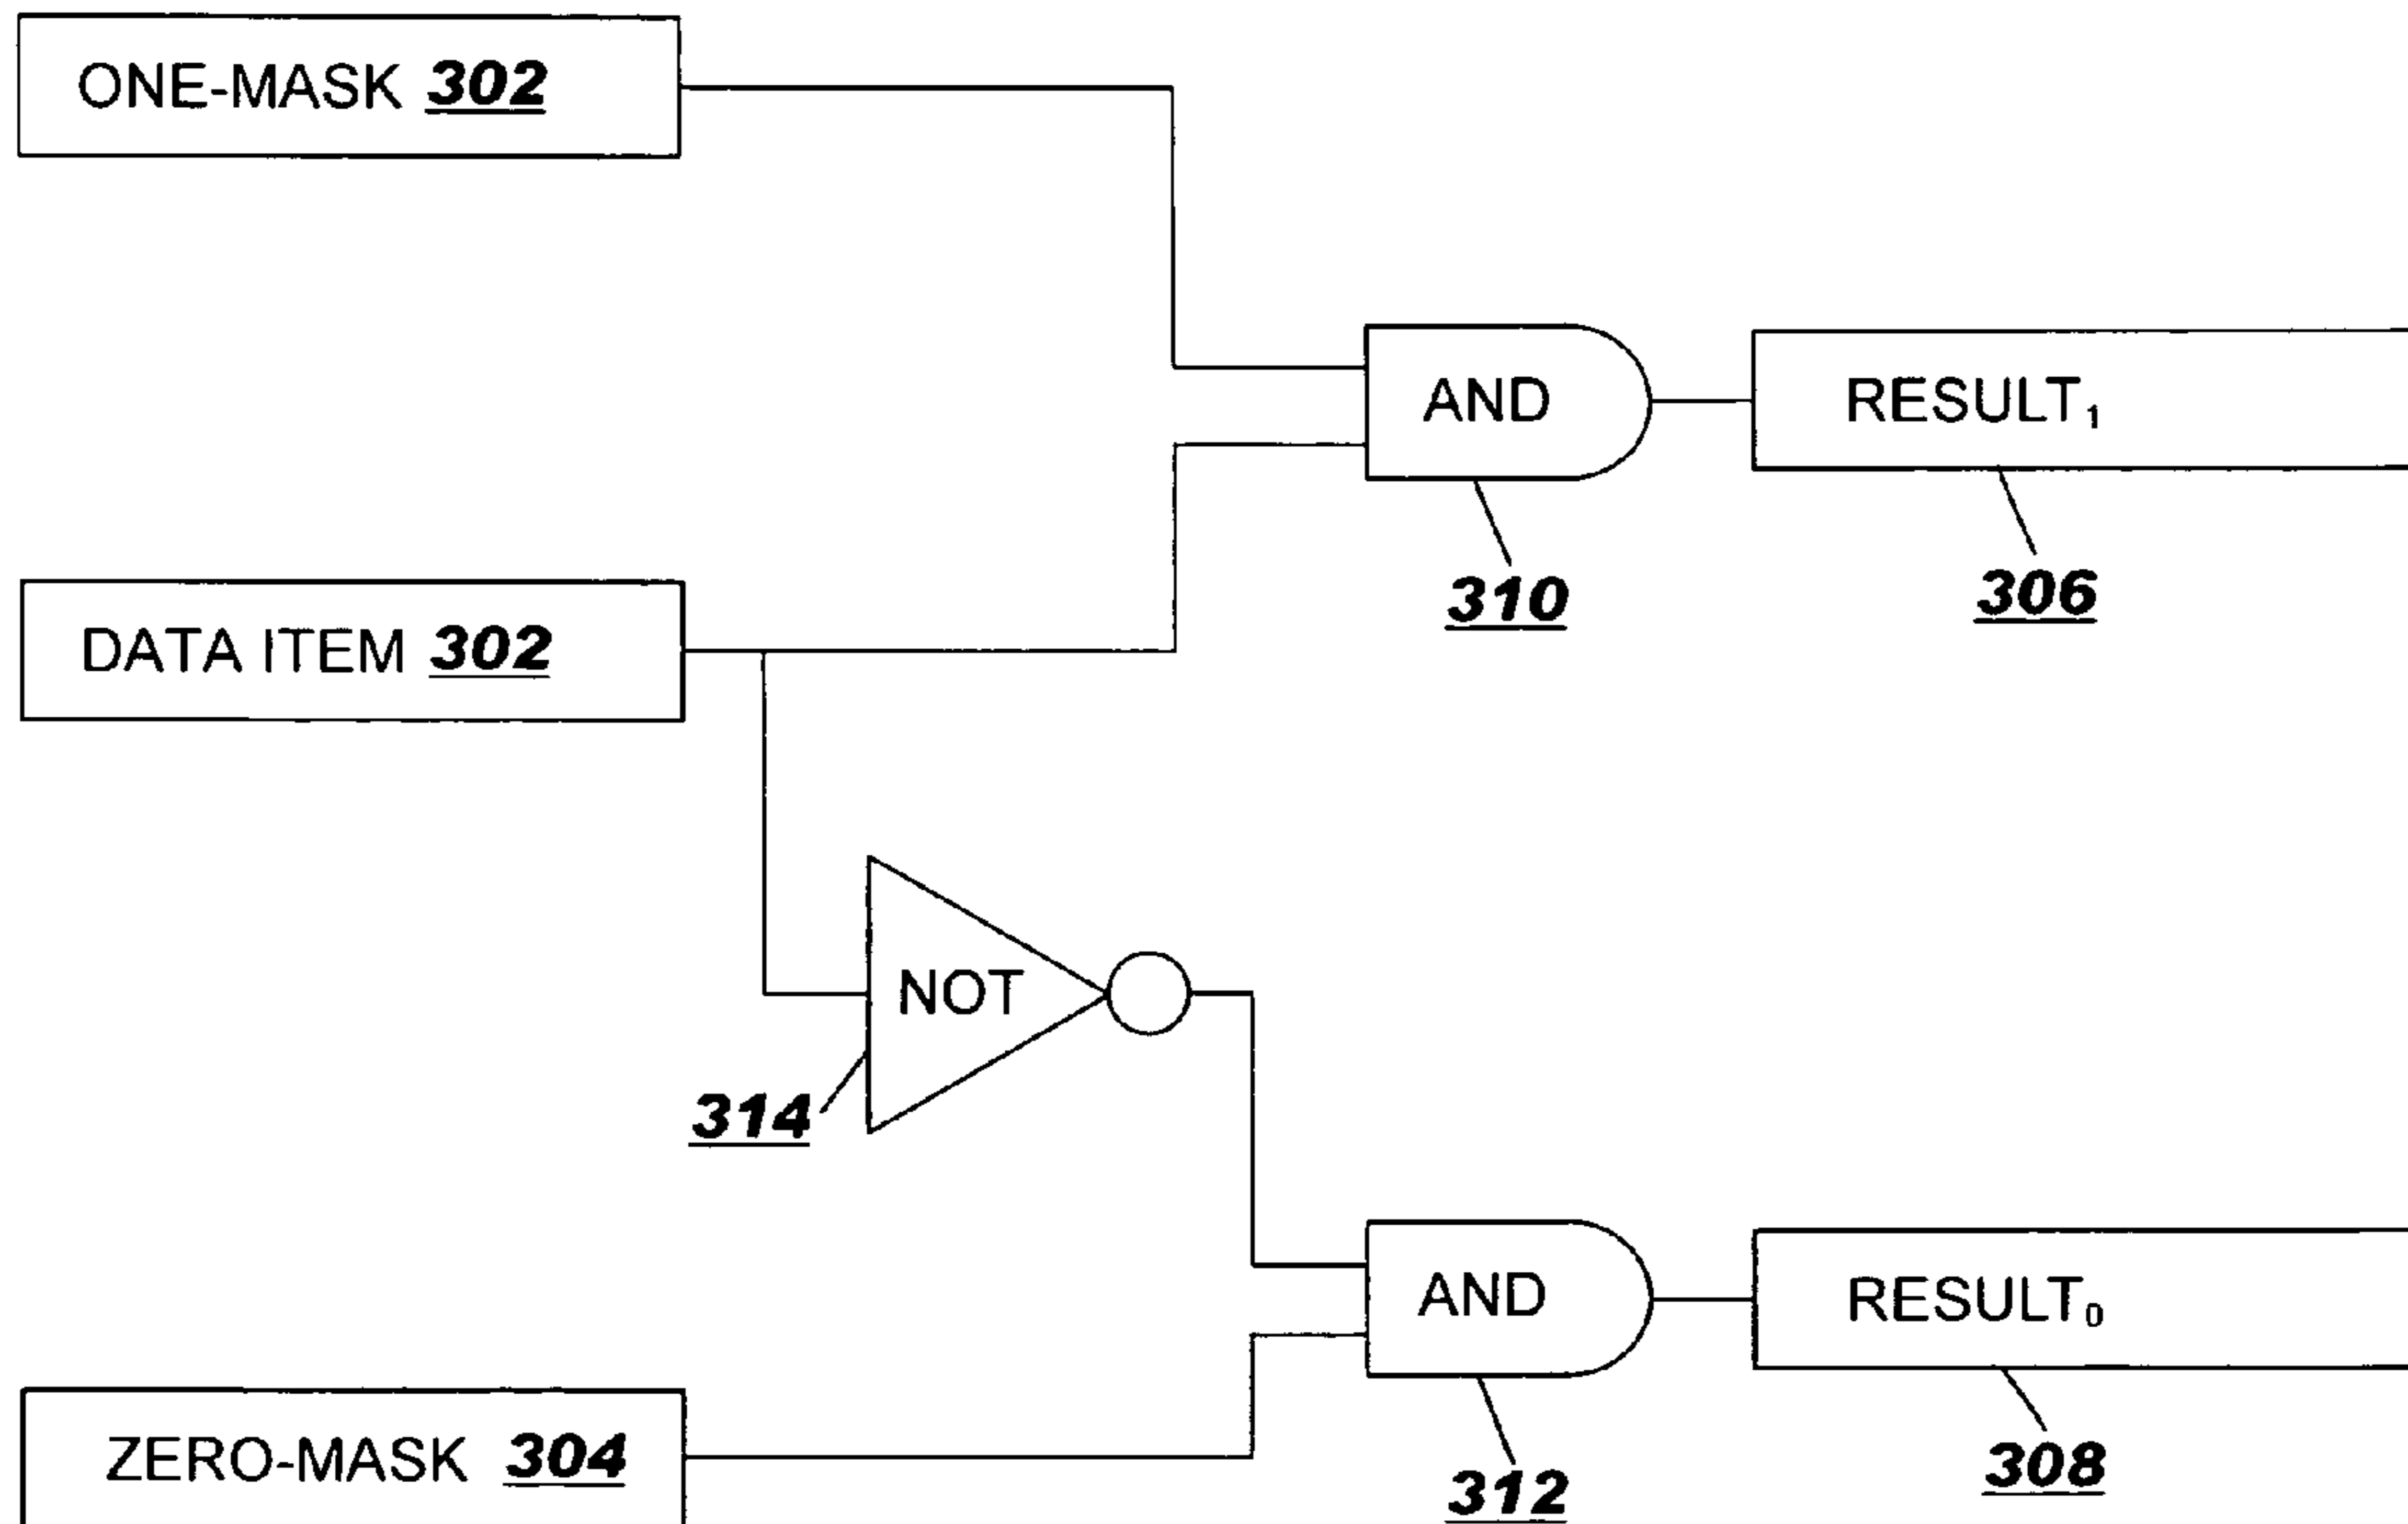 ONE-MASK 302
AND
RESULT₁
310
306
DATA ITEM 302
NOT
314
AND
RESULT₀
ZERO-MASK 304
312
308